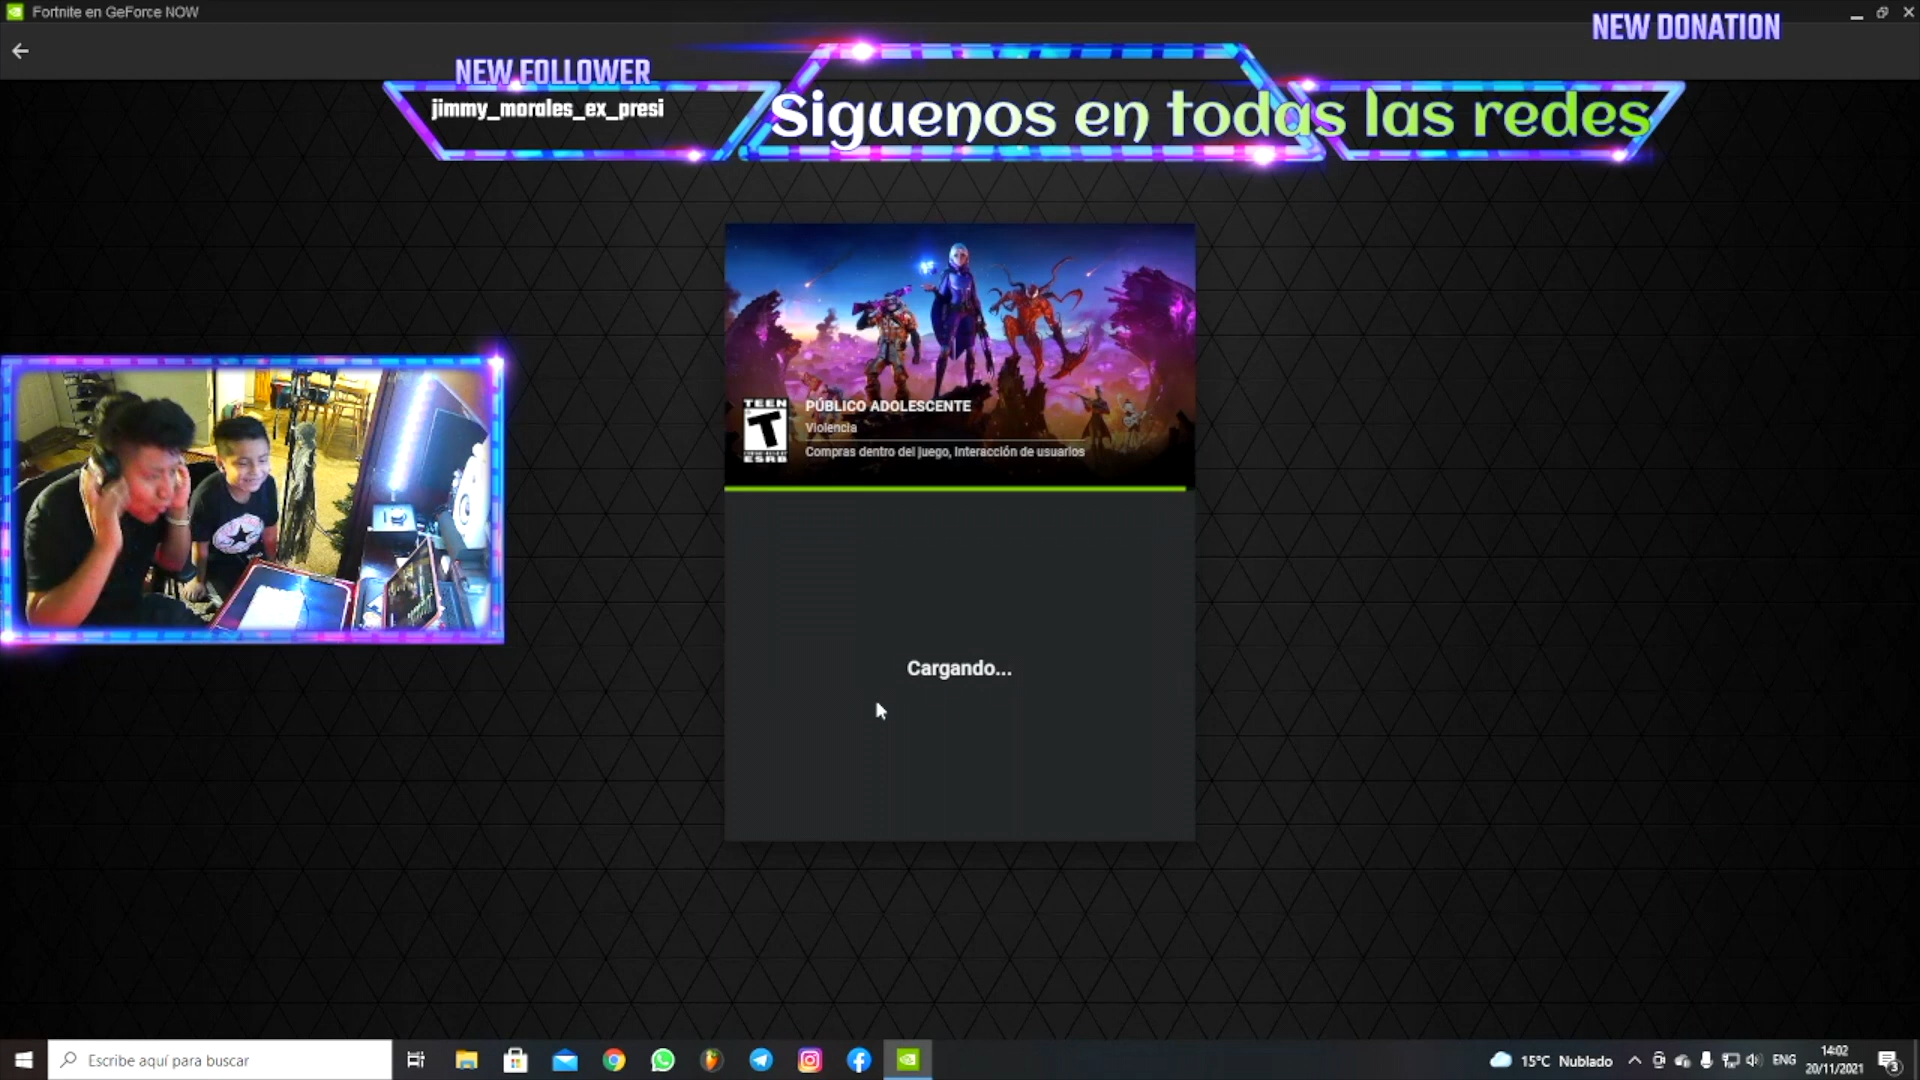 Fortnite en GeForce NOW
NEW DONATION
NEW FOLLOWER
jimmy_morales_ex_presi
Siguenos en todas las redes
TEEN
T
ESRB
PÚBLICO ADOLESCENTE
Violencia
Compras dentro del juego, Interacción de usuarios
Cargando...
Escribe aquí para buscar
15°C Nublado
ENG
14:02
20/11/2021
3